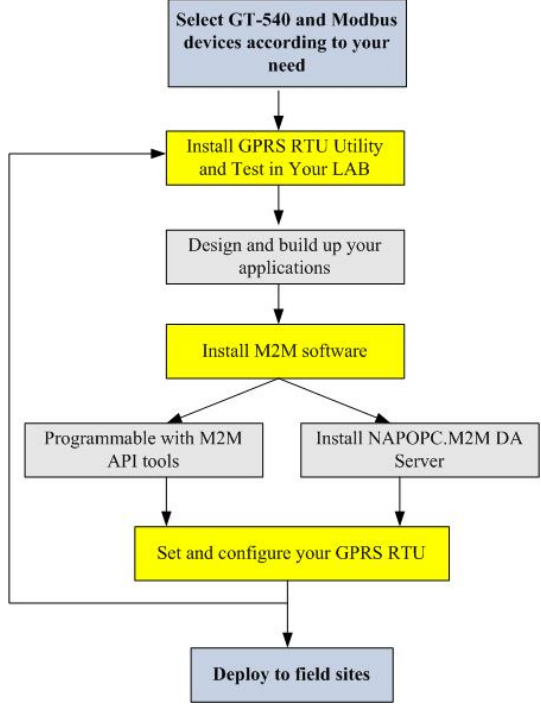 Select GT-540 and Modbus
devices according to your
need
Install GPRS RTU Utility
and Test in Your LAB
Design and build up your
applications
Install M2M software
Programmable with M2M
API tools
Install NAPOPC.M2M DA
Server
Set and configure your GPRS RTU
Deploy to field sites